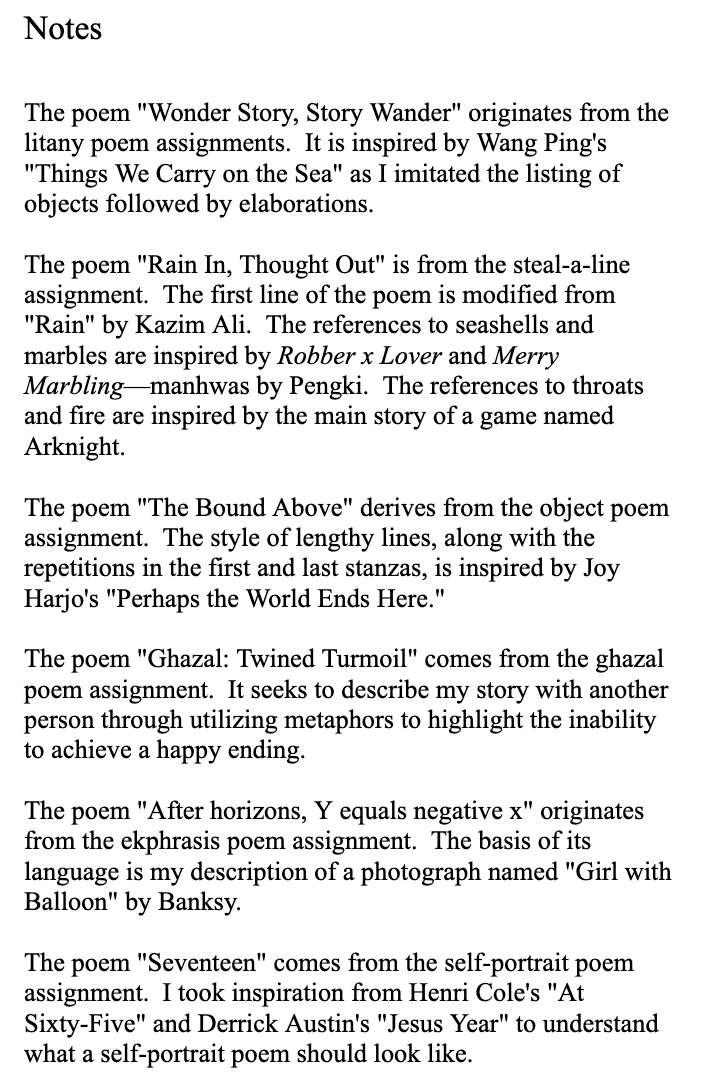 Notes
The poem "Wonder Story, Story Wander" originates from the
litany poem assignments.  It is inspired by Wang Ping's
"Things We Carry on the Sea" as I imitated the listing of
objects followed by elaborations.
The poem "Rain In, Thought Out" is from the steal-a-line
assignment.  The first line of the poem is modified from
"Rain" by Kazim Ali.  The references to seashells and
marbles are inspired by Robber x Lover and Merry
Marbling—manhwas by Pengki.  The references to throats
and fire are inspired by the main story of a game named
Arknight.
The poem "The Bound Above" derives from the object poem
assignment.  The style of lengthy lines, along with the
repetitions in the first and last stanzas, is inspired by Joy
Harjo's "Perhaps the World Ends Here."
The poem "Ghazal: Twined Turmoil" comes from the ghazal
poem assignment.  It seeks to describe my story with another
person through utilizing metaphors to highlight the inability
to achieve a happy ending.
The poem "After horizons, Y equals negative x" originates
from the ekphrasis poem assignment.  The basis of its
language is my description of a photograph named "Girl with
Balloon" by Banksy.
The poem "Seventeen" comes from the self-portrait poem
assignment.  I took inspiration from Henri Cole's "At
Sixty-Five" and Derrick Austin's "Jesus Year" to understand
what a self-portrait poem should look like.